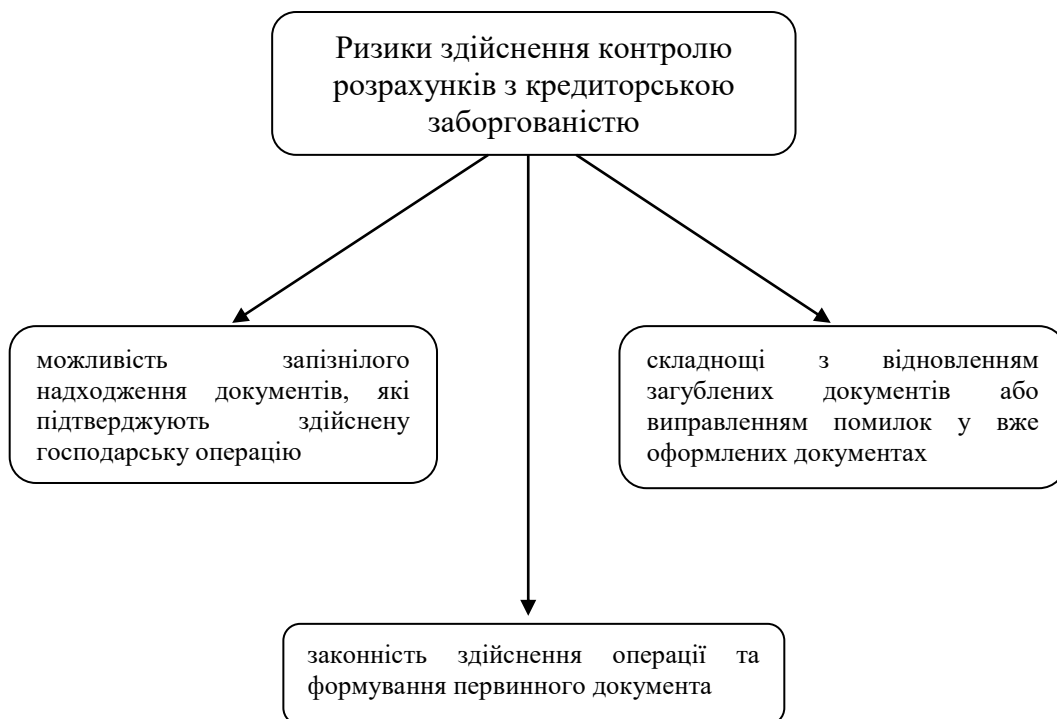 Ризики здійснення контролю
розрахунків з кредиторською
заборгованістю
можливість запізнілого
надходження документів, які
підтверджують здійснену
господарську операцію
складнощі з відновленням
загублених документів або
виправленням помилок у вже
оформлених документах
законність здійснення операції та
формування первинного документа